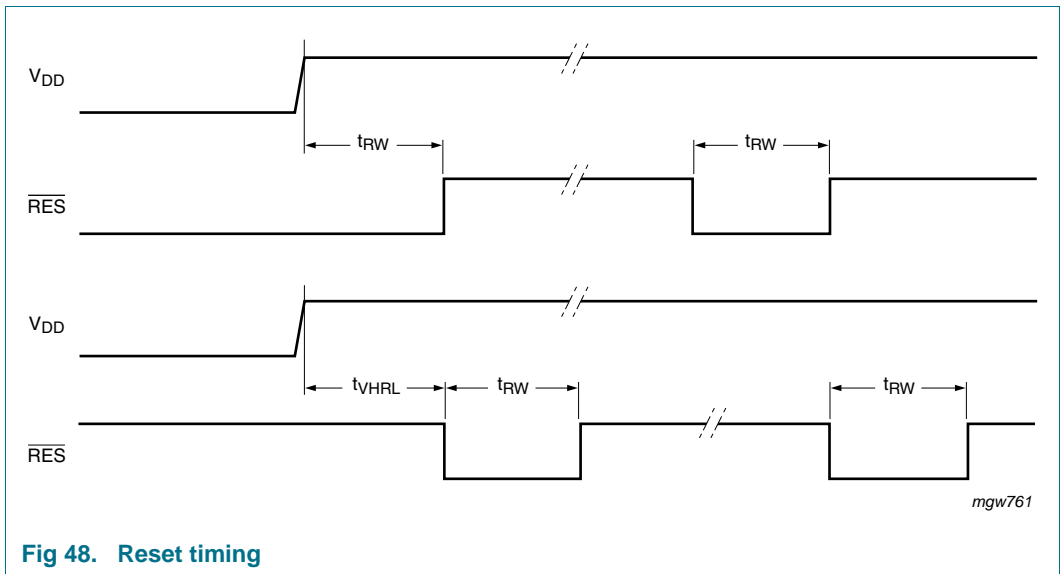 VDD
tRW
tRW
RES
VDD
tVHRL
tRW
tRW
RES
mgw761
Fig 48. Reset timing